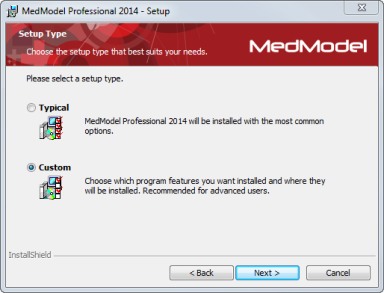 MedModel Professional 2014 - Setup
Setup Type
Choose the setup type that best suits your needs.
MedModel
Please select a setup type.
Typical
MedModel Professional 2014 will be installed with the most common
options.
Custom
Choose which program features you want installed and where they
will be installed. Recommended for advanced users.
InstallShield
< Back
Next >
Cancel